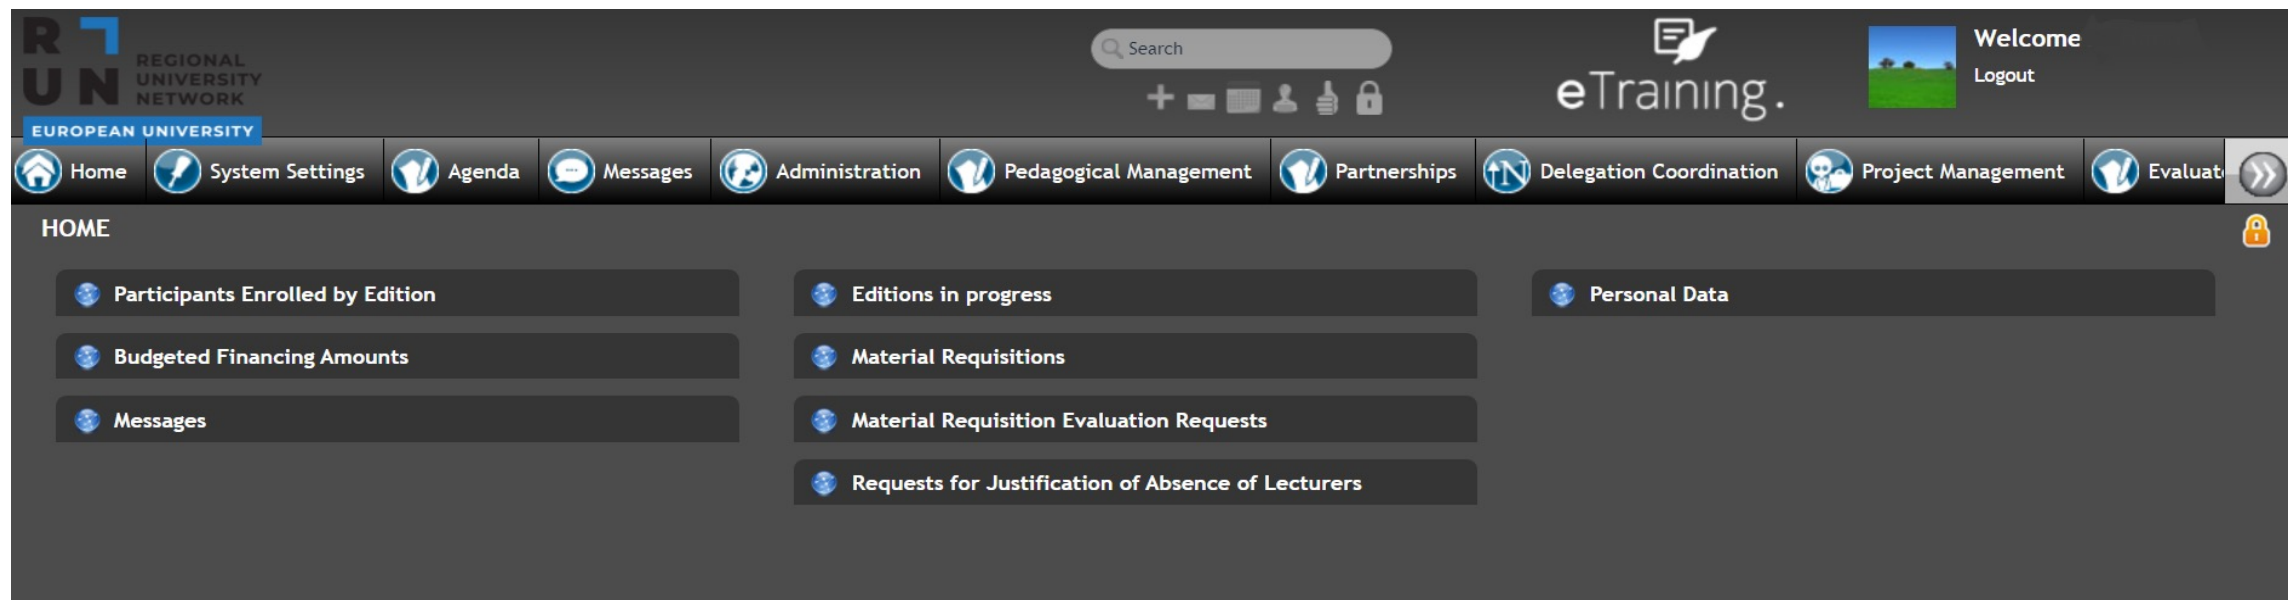 R
UN
REGIONAL
UNIVERSITY
NETWORK
EUROPEAN UNIVERSITY
Search
eTraining.
Welcome
Logout
Home
System Settings
Agenda
Messages
Administration
Pedagogical Management
Partnerships
Delegation Coordination
Project Management
HOME
Participants Enrolled by Edition
Editions in progress
Personal Data
Budgeted Financing Amounts
Material Requisitions
Messages
Material Requisition Evaluation Requests
Requests for Justification of Absence of Lecturers